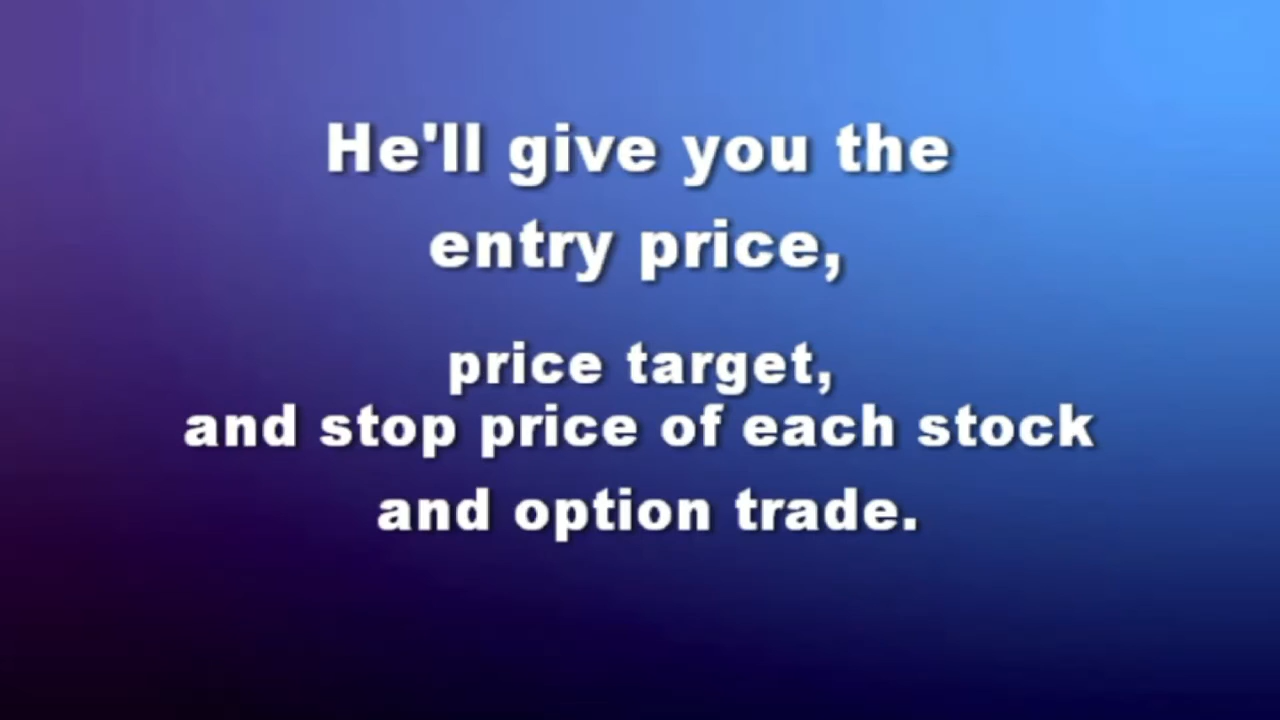 He'll give you the
entry price,
price target,
and stop price of each stock
and option trade.